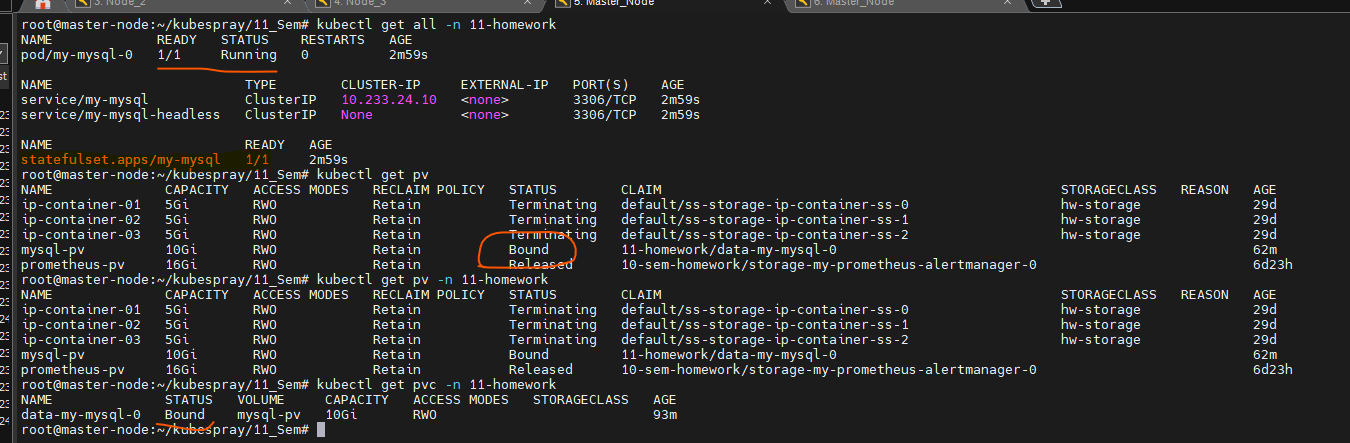 3. Node_2
4. Node_3
5. Master_Node
6. Master_Node
root@master-node:~/kubespray/11_Sem# kubectl get all -n 11-homework
NAME READY STATUS RESTARTS AGE
pod/my-mysql-0 1/1 Running 0 2m59s
NAME TYPE CLUSTER-IP EXTERNAL-IP PORT(S) AGE
service/my-mysql ClusterIP 10.233.24.10 <none> 3306/TCP 2m59s
service/my-mysql-headless ClusterIP None <none> 3306/TCP 2m59s
NAME READY AGE
statefulset.apps/my-mysql 1/1 2m59s
root@master-node:~/kubespray/11_Sem# kubectl get pv
NAME CAPACITY ACCESS MODES RECLAIM POLICY STATUS CLAIM STORAGECLASS REASON AGE
ip-container-01 5Gi RWO Retain Terminating default/ss-storage-ip-container-ss-0 hw-storage 29d
ip-container-02 5Gi RWO Retain Terminating default/ss-storage-ip-container-ss-1 hw-storage 29d
ip-container-03 5Gi RWO Retain Terminating default/ss-storage-ip-container-ss-2 hw-storage 29d
mysql-pv 10Gi RWO Retain Bound 11-homework/data-my-mysql-0 62m
prometheus-pv 16Gi RWO Retain Released 10-sem-homework/storage-my-prometheus-alertmanager-0 6d23h
root@master-node:~/kubespray/11_Sem# kubectl get pv -n 11-homework
NAME CAPACITY ACCESS MODES RECLAIM POLICY STATUS CLAIM STORAGECLASS REASON AGE
ip-container-01 5Gi RWO Retain Terminating default/ss-storage-ip-container-ss-0 hw-storage 29d
ip-container-02 5Gi RWO Retain Terminating default/ss-storage-ip-container-ss-1 hw-storage 29d
ip-container-03 5Gi RWO Retain Terminating default/ss-storage-ip-container-ss-2 hw-storage 29d
mysql-pv 10Gi RWO Retain Bound 11-homework/data-my-mysql-0 62m
prometheus-pv 16Gi RWO Retain Released 10-sem-homework/storage-my-prometheus-alertmanager-0 6d23h
root@master-node:~/kubespray/11_Sem# kubectl get pvc -n 11-homework
NAME STATUS VOLUME CAPACITY ACCESS MODES STORAGECLASS AGE
data-my-mysql-0 Bound mysql-pv 10Gi RWO 93m
root@master-node:~/kubespray/11_Sem#